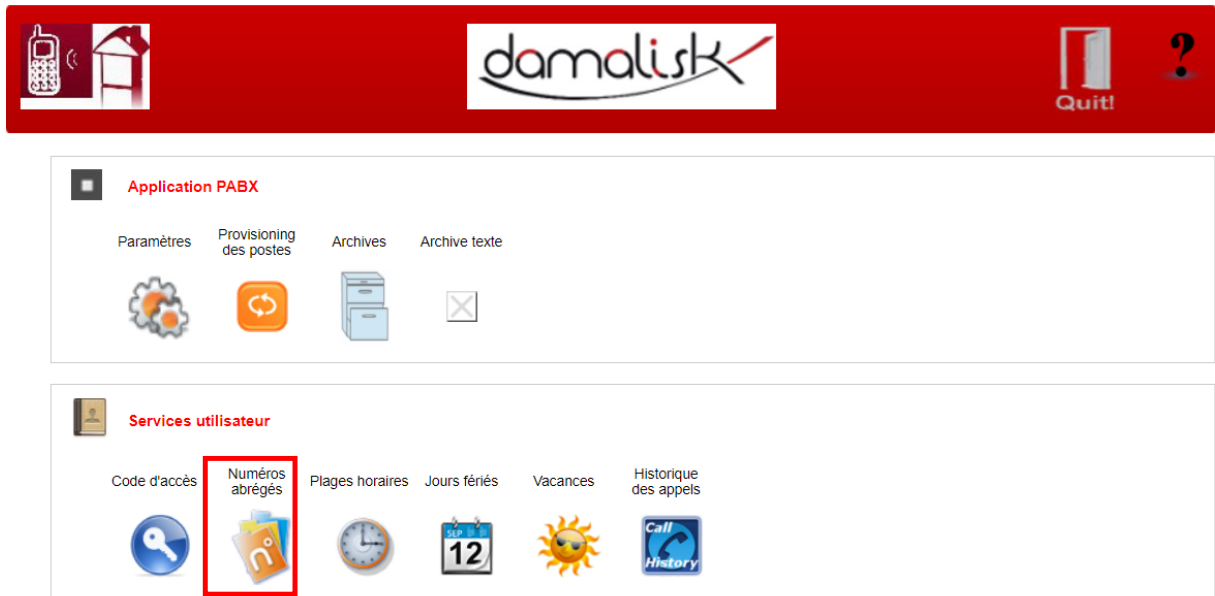 damalisk
Quit!
?
Application PABX
Paramètres
Provisioning
des postes
Archives
Archive texte
Services utilisateur
Code d'accès
Numéros
abrégés
Plages horaires
Jours fériés
Vacances
Historique
des appels
n°
SEP
12
Call
History